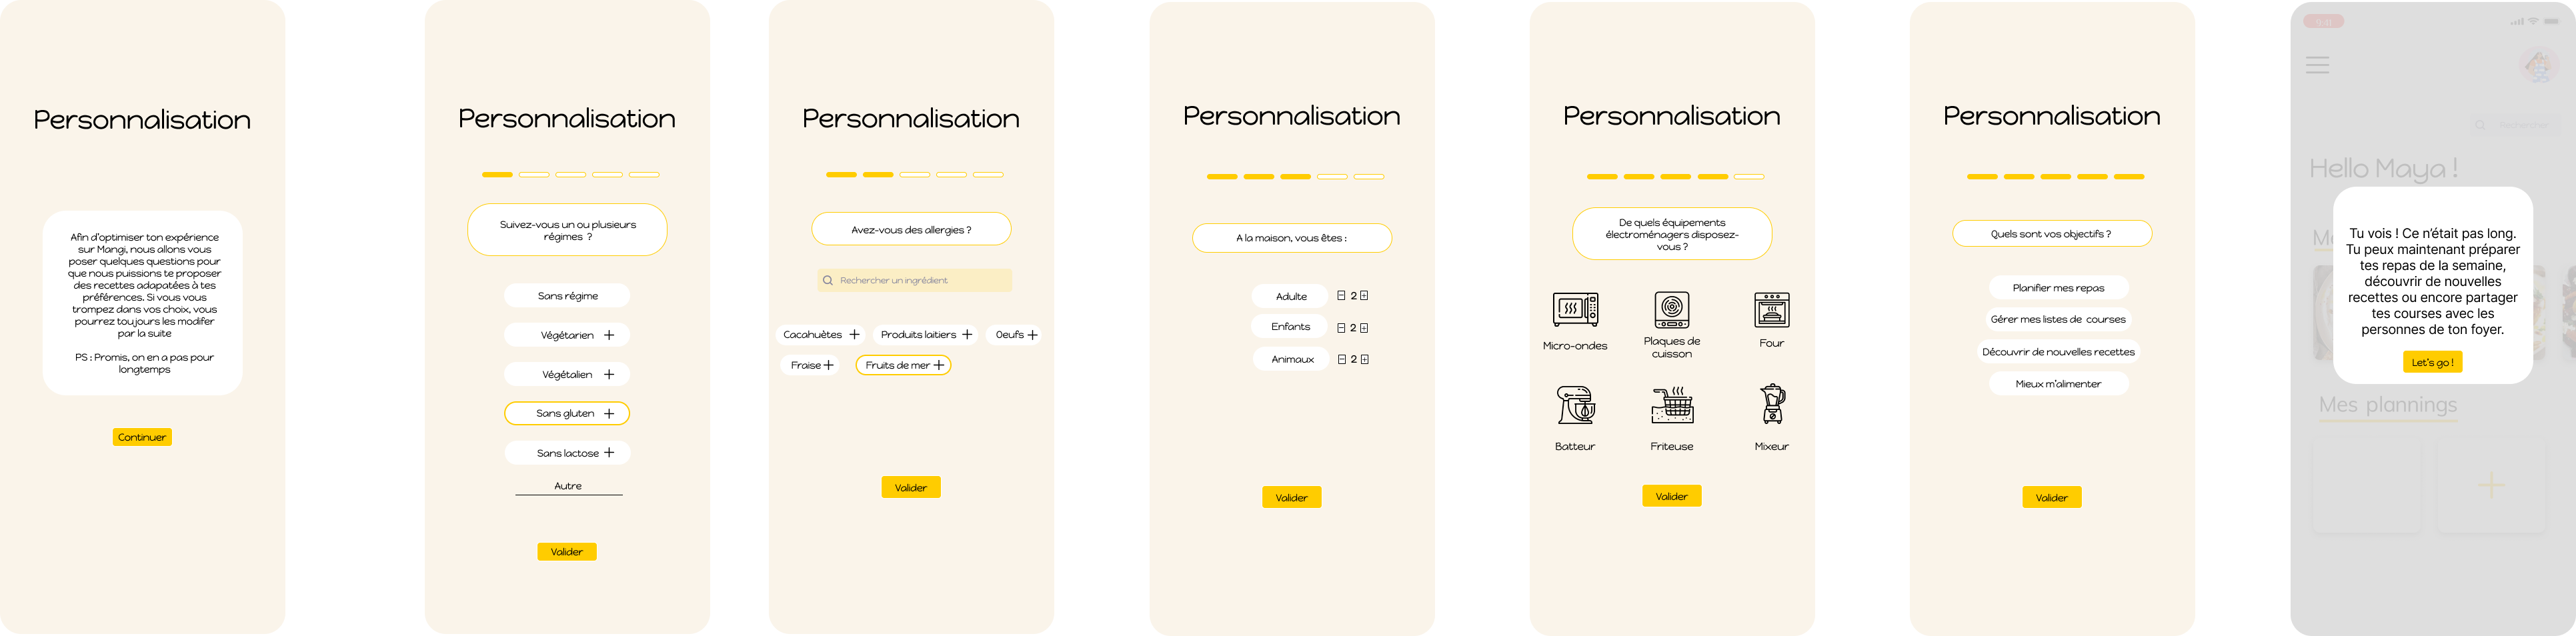 Personnalisation
Afin d'optimiser ton expérience
sur Mangi, nous allons vous
poser quelques questions pour
que nous puissions te proposer
des recettes adapatées à tes
préférences. Si vous vous
trompez dans vos choix, vous
pourrez toujours les modifer
par la suite
PS : Promis, on en a pas pour
longtemps
Continuer
Personnalisation
Suivez-vous un ou plusieurs
régimes ?
Sans régime
Végétarien +
Végétalien +
Sans gluten +
Sans lactose +
Autre
Valider
Personnalisation
Avez-vous des allergies ?
Rechercher un ingrédient
Cacahuètes + Produits laitiers + Oeufs +
Fraise + Fruits de mer +
Valider
Personnalisation
A la maison, vous êtes :
Adulte - 2 +
Enfants - 2 +
Animaux - 2 +
Valider
Personnalisation
De quels équipements
électroménagers disposez-
vous ?
Micro-ondes
Plaques de
cuisson
Four
Batteur
Friteuse
Mixeur
Valider
Personnalisation
Quels sont vos objectifs ?
Planifier mes repas
Gérer mes listes de courses
Découvrir de nouvelles recettes
Mieux m'alimenter
Valider
Rechercher
Hello Maya !
Tu vois ! Ce n'était pas long.
Tu peux maintenant préparer
tes repas de la semaine,
découvrir de nouvelles
recettes ou encore partager
tes courses avec les
personnes de ton foyer.
Let's go !
Mes plannings